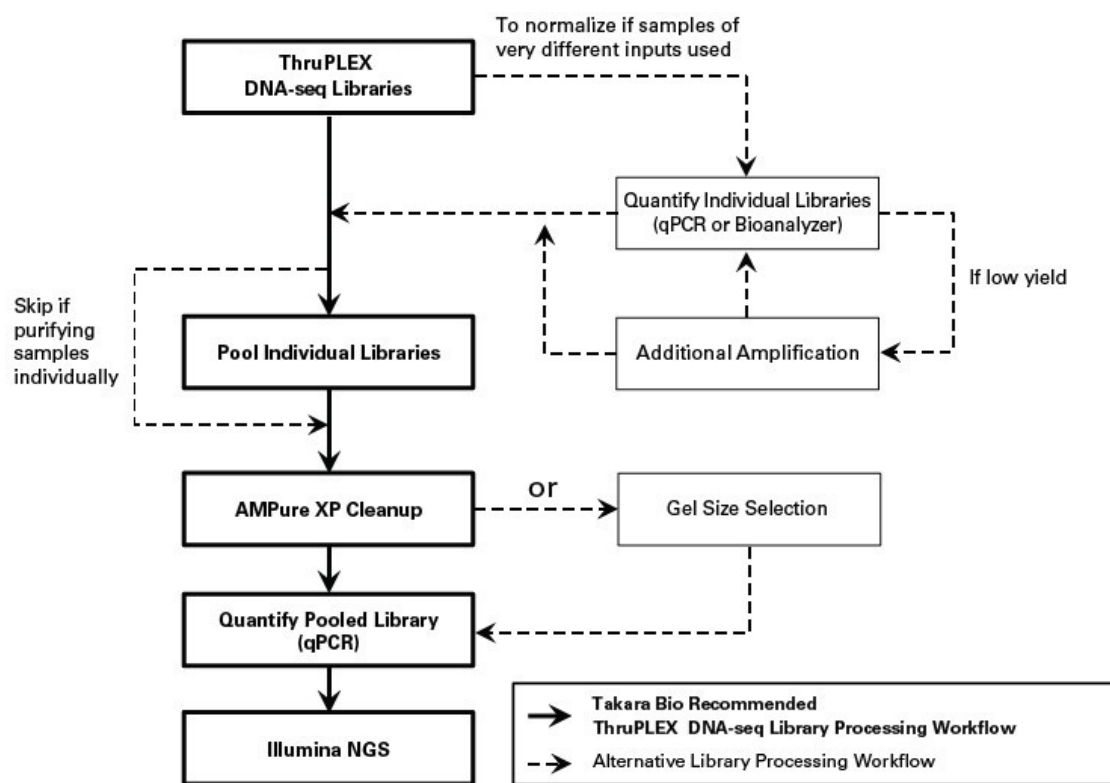 To normalize if samples of
very different inputs used
ThruPLEX
DNA-seq Libraries
Quantify Individual Libraries
(qPCR or Bioanalyzer)
If low yield
Skip if
purifying
samples
individually
Pool Individual Libraries
Additional Amplification
AMPure XP Cleanup
or
Gel Size Selection
Quantify Pooled Library
(qPCR)
Illumina NGS
Takara Bio Recommended
ThruPLEX DNA-seq Library Processing Workflow
Alternative Library Processing Workflow